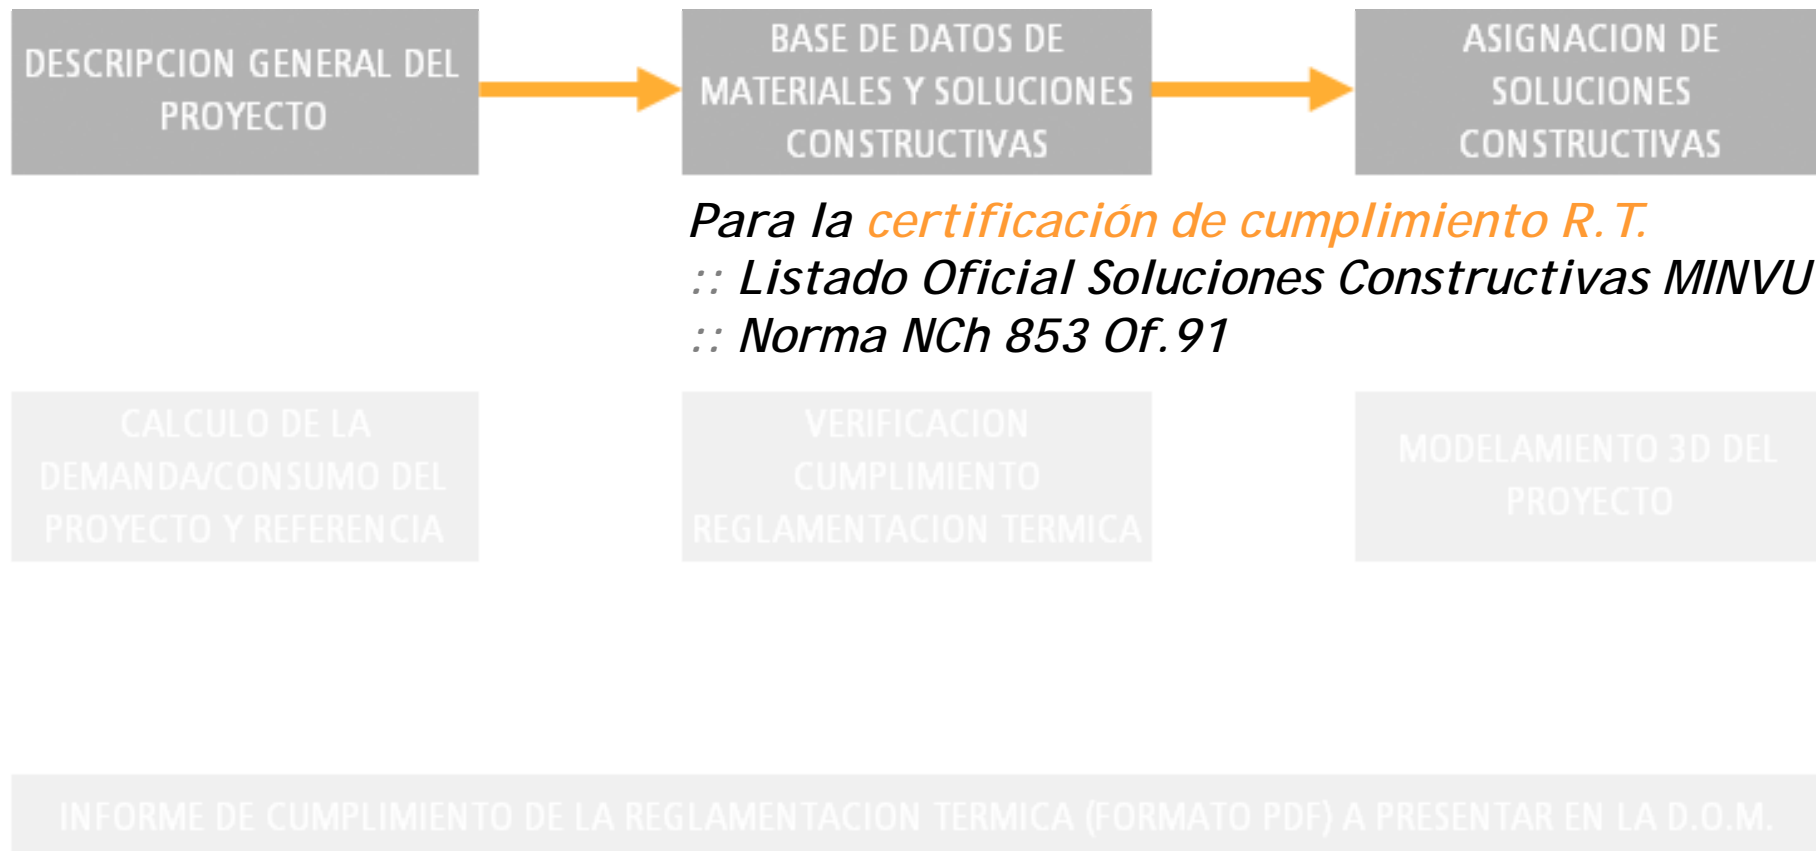 DESCRIPCION GENERAL DEL
PROYECTO
BASE DE DATOS DE
MATERIALES Y SOLUCIONES
CONSTRUCTIVAS
ASIGNACION DE
SOLUCIONES
CONSTRUCTIVAS
Para la certificación de cumplimiento R.T.
:: Listado Oficial Soluciones Constructivas MINVU
:: Norma NCh 853 Of.91
CALCULO DE LA
DEMANDA/CONSUMO DEL
PROYECTO Y REFERENCIA
VERIFICACION
CUMPLIMIENTO
REGLAMENTACION TERMICA
MODELAMIENTO 3D DEL
PROYECTO
INFORME DE CUMPLIMIENTO DE LA REGLAMENTACION TERMICA (FORMATO PDF) A PRESENTAR EN LA D.O.M.